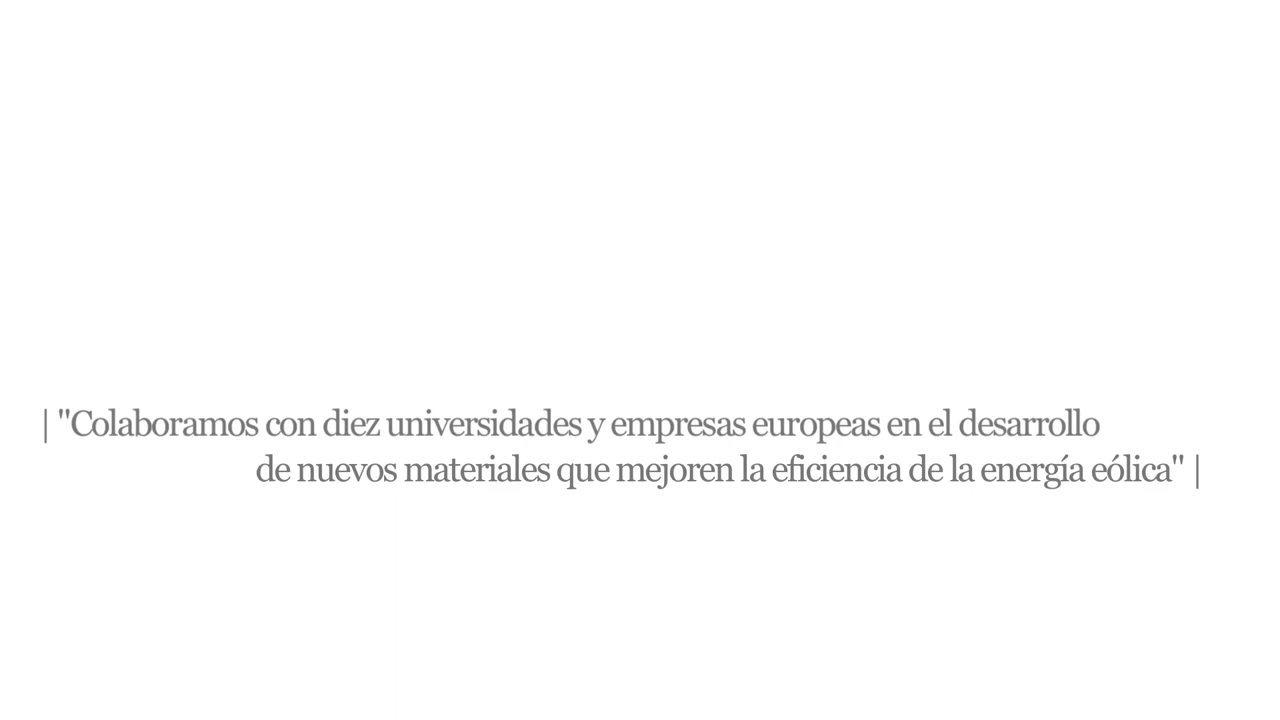 | "Colaboramos con diez universidades y empresas europeas en el desarrollo
de nuevos materiales que mejoren la eficiencia de la energía eólica" |